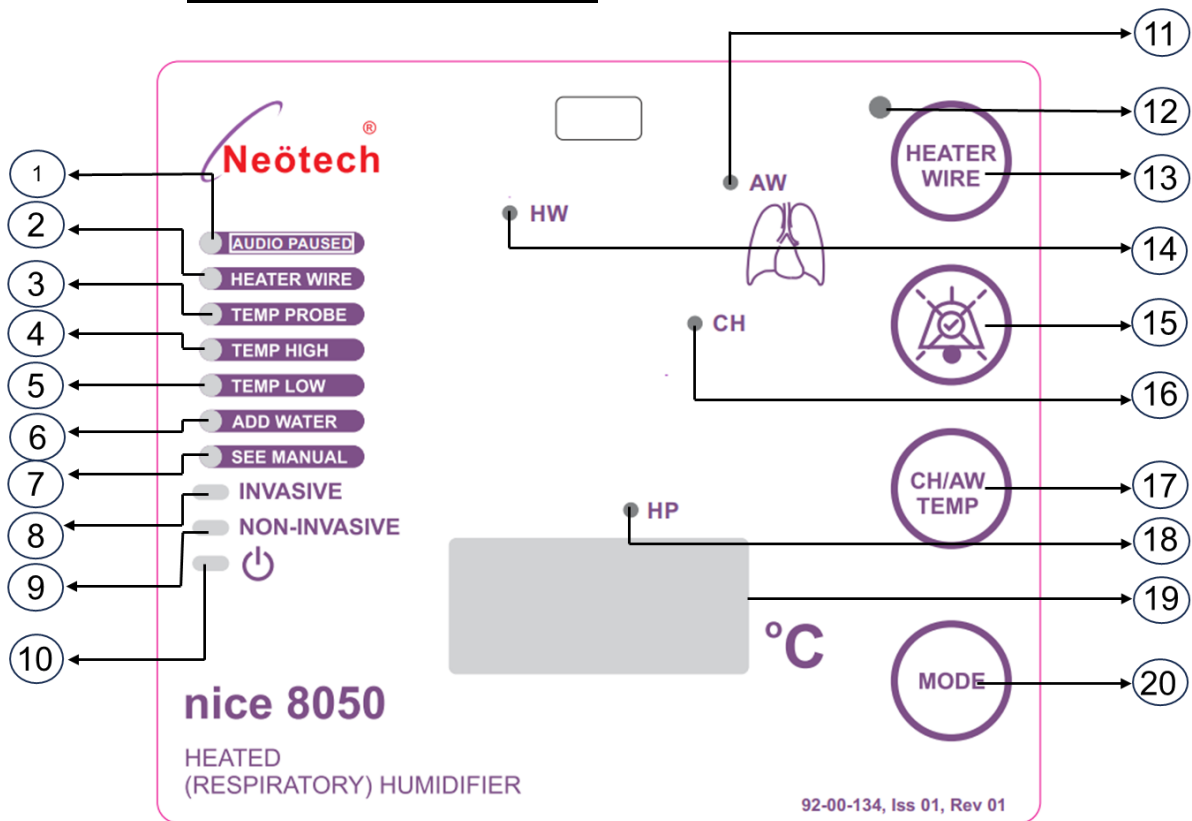 Neötech
®
AUDIO PAUSED
HEATER WIRE
TEMP PROBE
TEMP HIGH
TEMP LOW
ADD WATER
SEE MANUAL
INVASIVE
NON-INVASIVE
nice 8050
HEATED
(RESPIRATORY) HUMIDIFIER
1
2
3
4
5
6
7
8
9
10
AW
HW
CH
HP
°C
HEATER
WIRE
CH/AW
TEMP
MODE
92-00-134, Iss 01, Rev 01
11
12
13
14
15
16
17
18
19
20